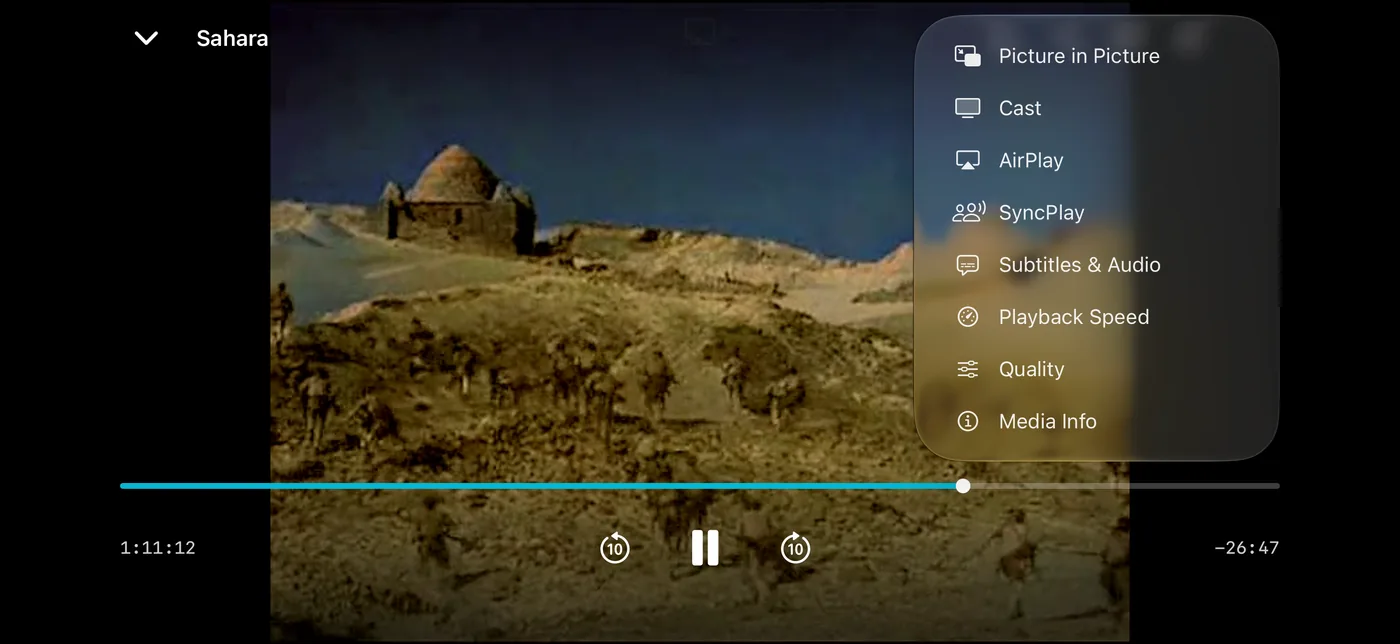 Sahara
Picture in Picture
Cast
AirPlay
SyncPlay
Subtitles & Audio
Playback Speed
Quality
Media Info
1:11:12
10
10
−26:47